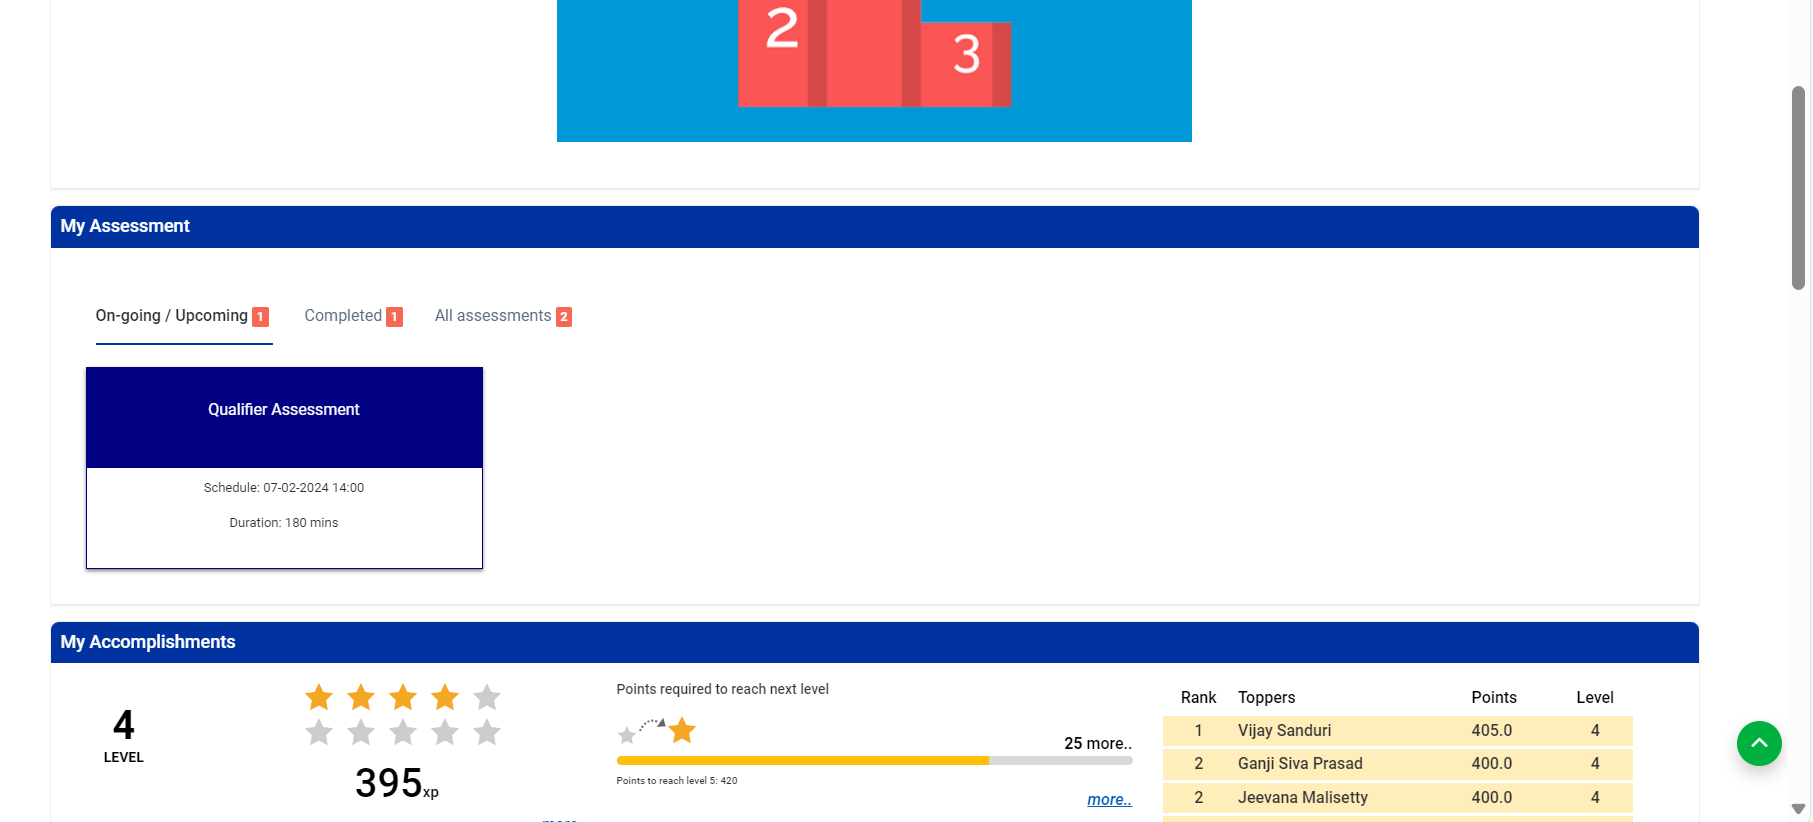 2
3
My Assessment
On-going / Upcoming 1
Completed 1
All assessments 2
Qualifier Assessment
Schedule: 07-02-2024 14:00
Duration: 180 mins
My Accomplishments
4
LEVEL
395xp
Points required to reach next level
25 more..
Points to reach level 5: 420
more..
Rank Toppers Points Level
1 Vijay Sanduri 405.0 4
2 Ganji Siva Prasad 400.0 4
2 Jeevana Malisetty 400.0 4